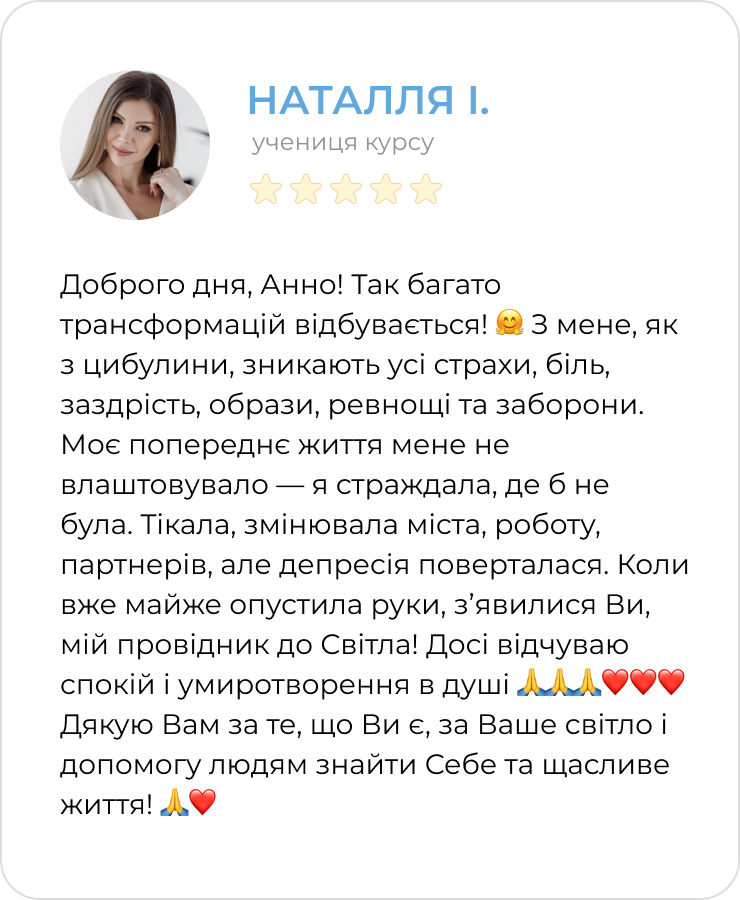 НАТАЛЛЯ І.
учениця курсу
Доброго дня, Анно! Так багато
трансформацій відбувається! 🤗 З мене, як
з цибулини, зникають усі страхи, біль,
заздрість, образи, ревнощі та заборони.
Моє попереднє життя мене не
влаштовувало — я страждала, де б не
була. Тікала, змінювала міста, роботу,
партнерів, але депресія поверталася. Коли
вже майже опустила руки, з’явилися Ви,
мій провідник до Світла! Досі відчуваю
спокій і умиротворення в душі 🙏🙏🙏❤️❤️❤️
Дякую Вам за те, що Ви є, за Ваше світло і
допомогу людям знайти Себе та щасливе
життя! 🙏❤️